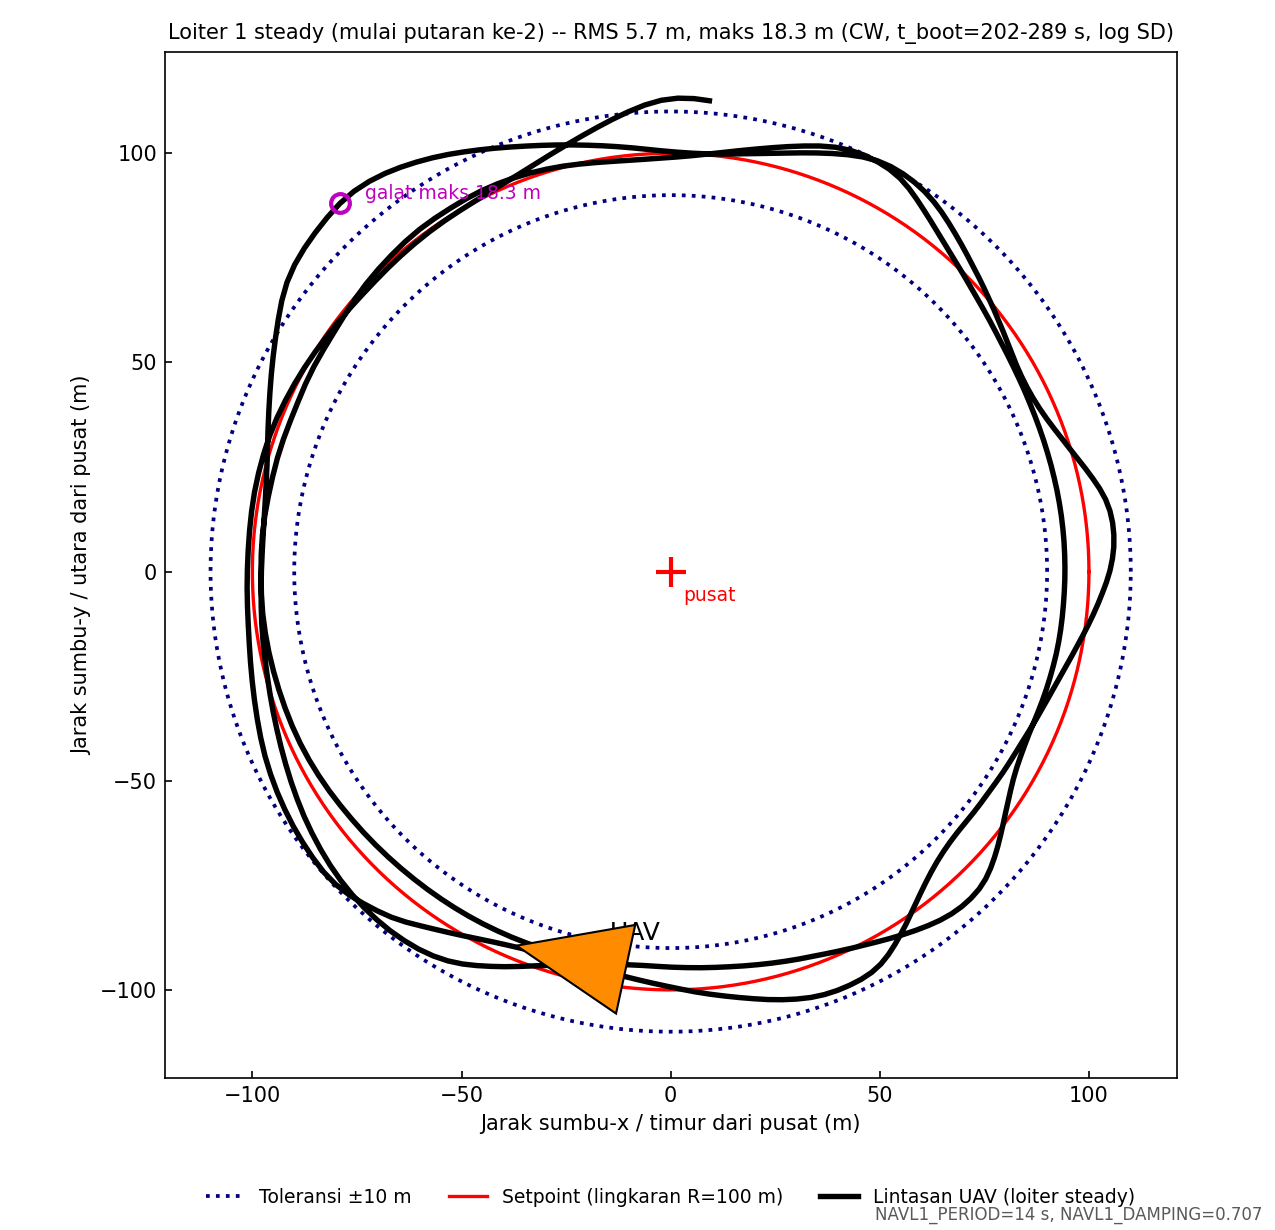 Loiter 1 steady (mulai putaran ke-2) -- RMS 5.7 m, maks 18.3 m (CW, t_boot=202-289 s, log SD)
100
50
0
−50
−100
Jarak sumbu-y / utara dari pusat (m)
galat maks 18.3 m
pusat
UAV
−100
−50
0
50
100
Jarak sumbu-x / timur dari pusat (m)
Toleransi ±10 m
Setpoint (lingkaran R=100 m)
Lintasan UAV (loiter steady)
NAVL1_PERIOD=14 s, NAVL1_DAMPING=0.707